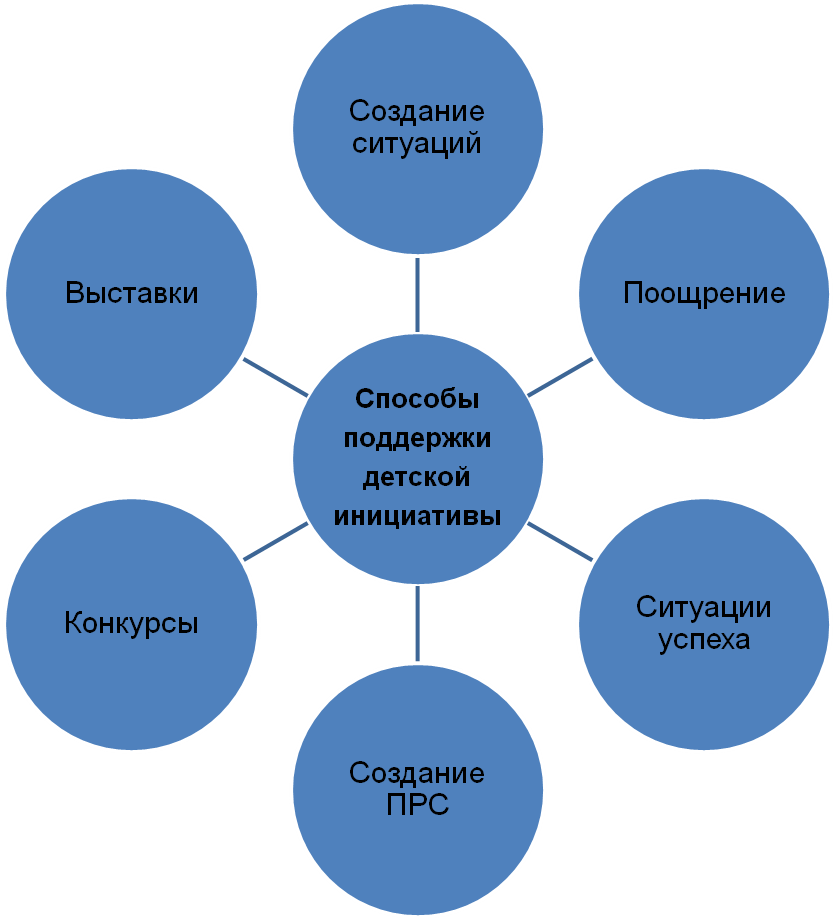 Создание
ситуаций
Выставки
Поощрение
Способы
поддержки
детской
инициативы
Конкурсы
Ситуации
успеха
Создание
ПРС